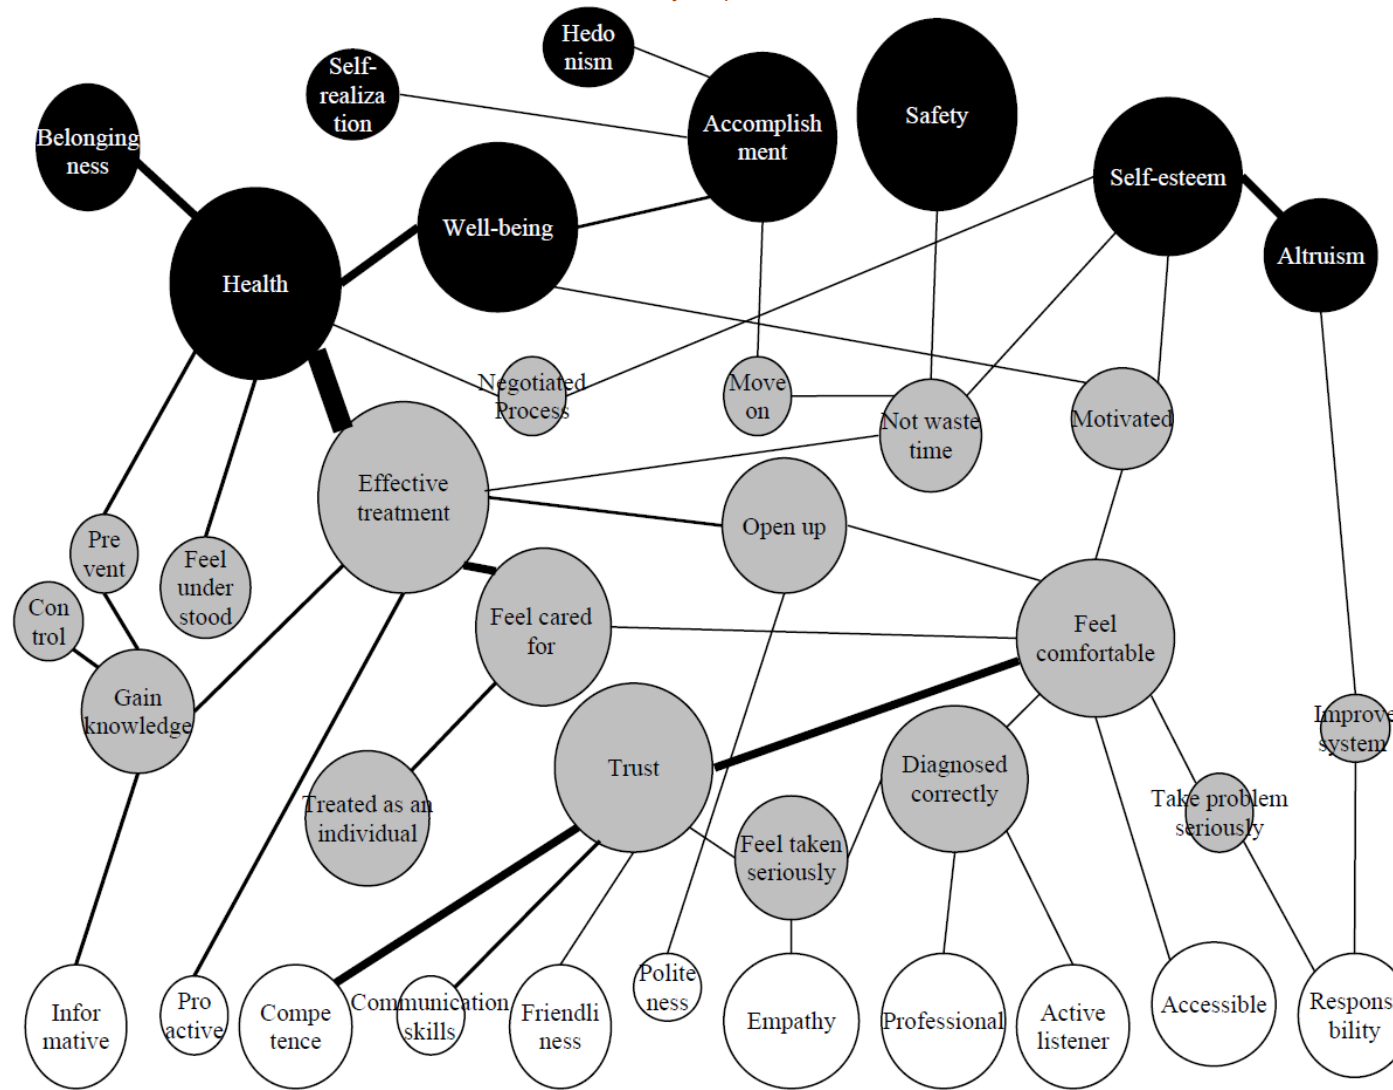 Hedo
nism
Self-
realiza
tion
Belonging
ness
Accomplish
ment
Safety
Self-esteem
Well-being
Altruism
Health
Negotiated
Process
Move
on
Not waste
time
Motivated
Effective
treatment
Open up
Pre
vent
Feel
under
stood
Con
trol
Feel cared
for
Feel
comfortable
Gain
knowledge
Improve
system
Trust
Diagnosed
correctly
Treated as an
individual
Take problem
seriously
Feel taken
seriously
Infor
mative
Pro
active
Compe
tence
Communication
skills
Friendli
ness
Polite
ness
Empathy
Professional
Active
listener
Accessible
Responsi
bility